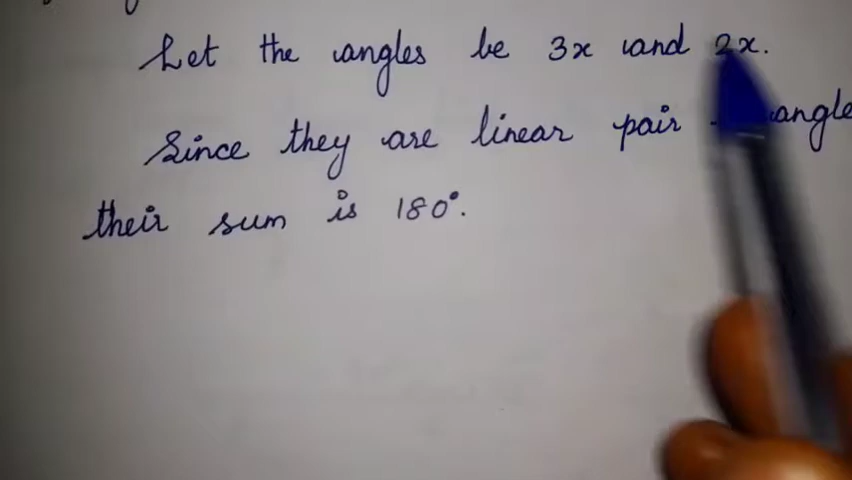 Let the angles be 3x and 2x.
Since they are linear pair angle
their sum is 180°.